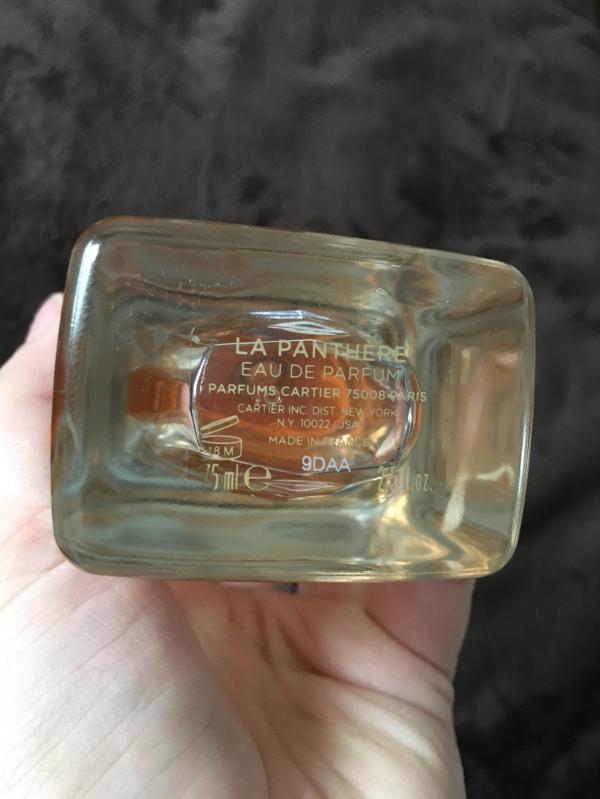 LA PANTHÈRE
EAU DE PARFUM
PARFUMS CARTIER 75008 PARIS
CARTIER INC. DIST. NEW YORK
N.Y. 10022 USA
MADE IN FRANCE
18 M
9DAA
75 ml e